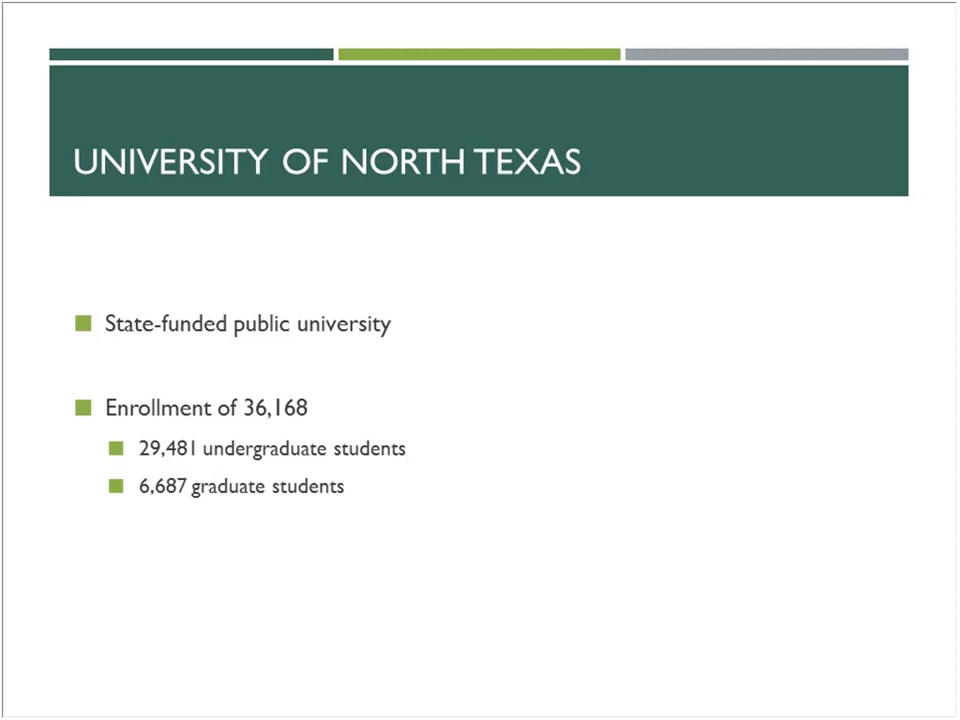 UNIVERSITY OF NORTH TEXAS
State-funded public university
Enrollment of 36,168
29,481 undergraduate students
6,687 graduate students